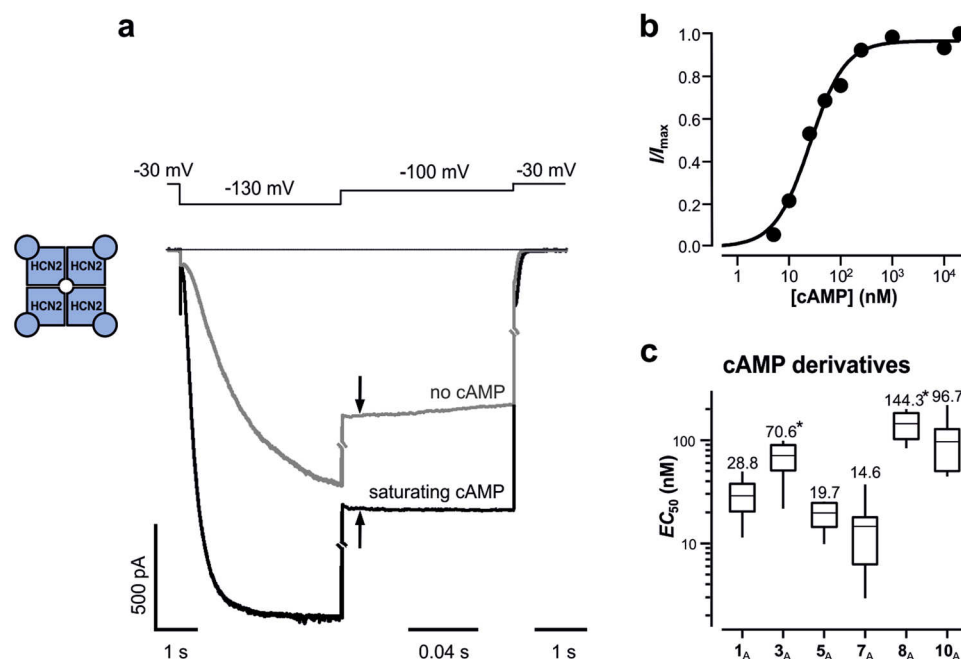 a
-30 mV
-130 mV
-100 mV
-30 mV
HCN2 HCN2
HCN2 HCN2
no cAMP
saturating cAMP
500 pA
1 s
0.04 s
1 s
b
I/Imax
1.0
0.8
0.6
0.4
0.2
0.0
1 10 10² 10³ 10⁴
[cAMP] (nM)
c cAMP derivatives
EC50 (nM)
100
10
28.8
70.6*
19.7
14.6
144.3*
96.7
1A 3A 5A 7A 8A 10A